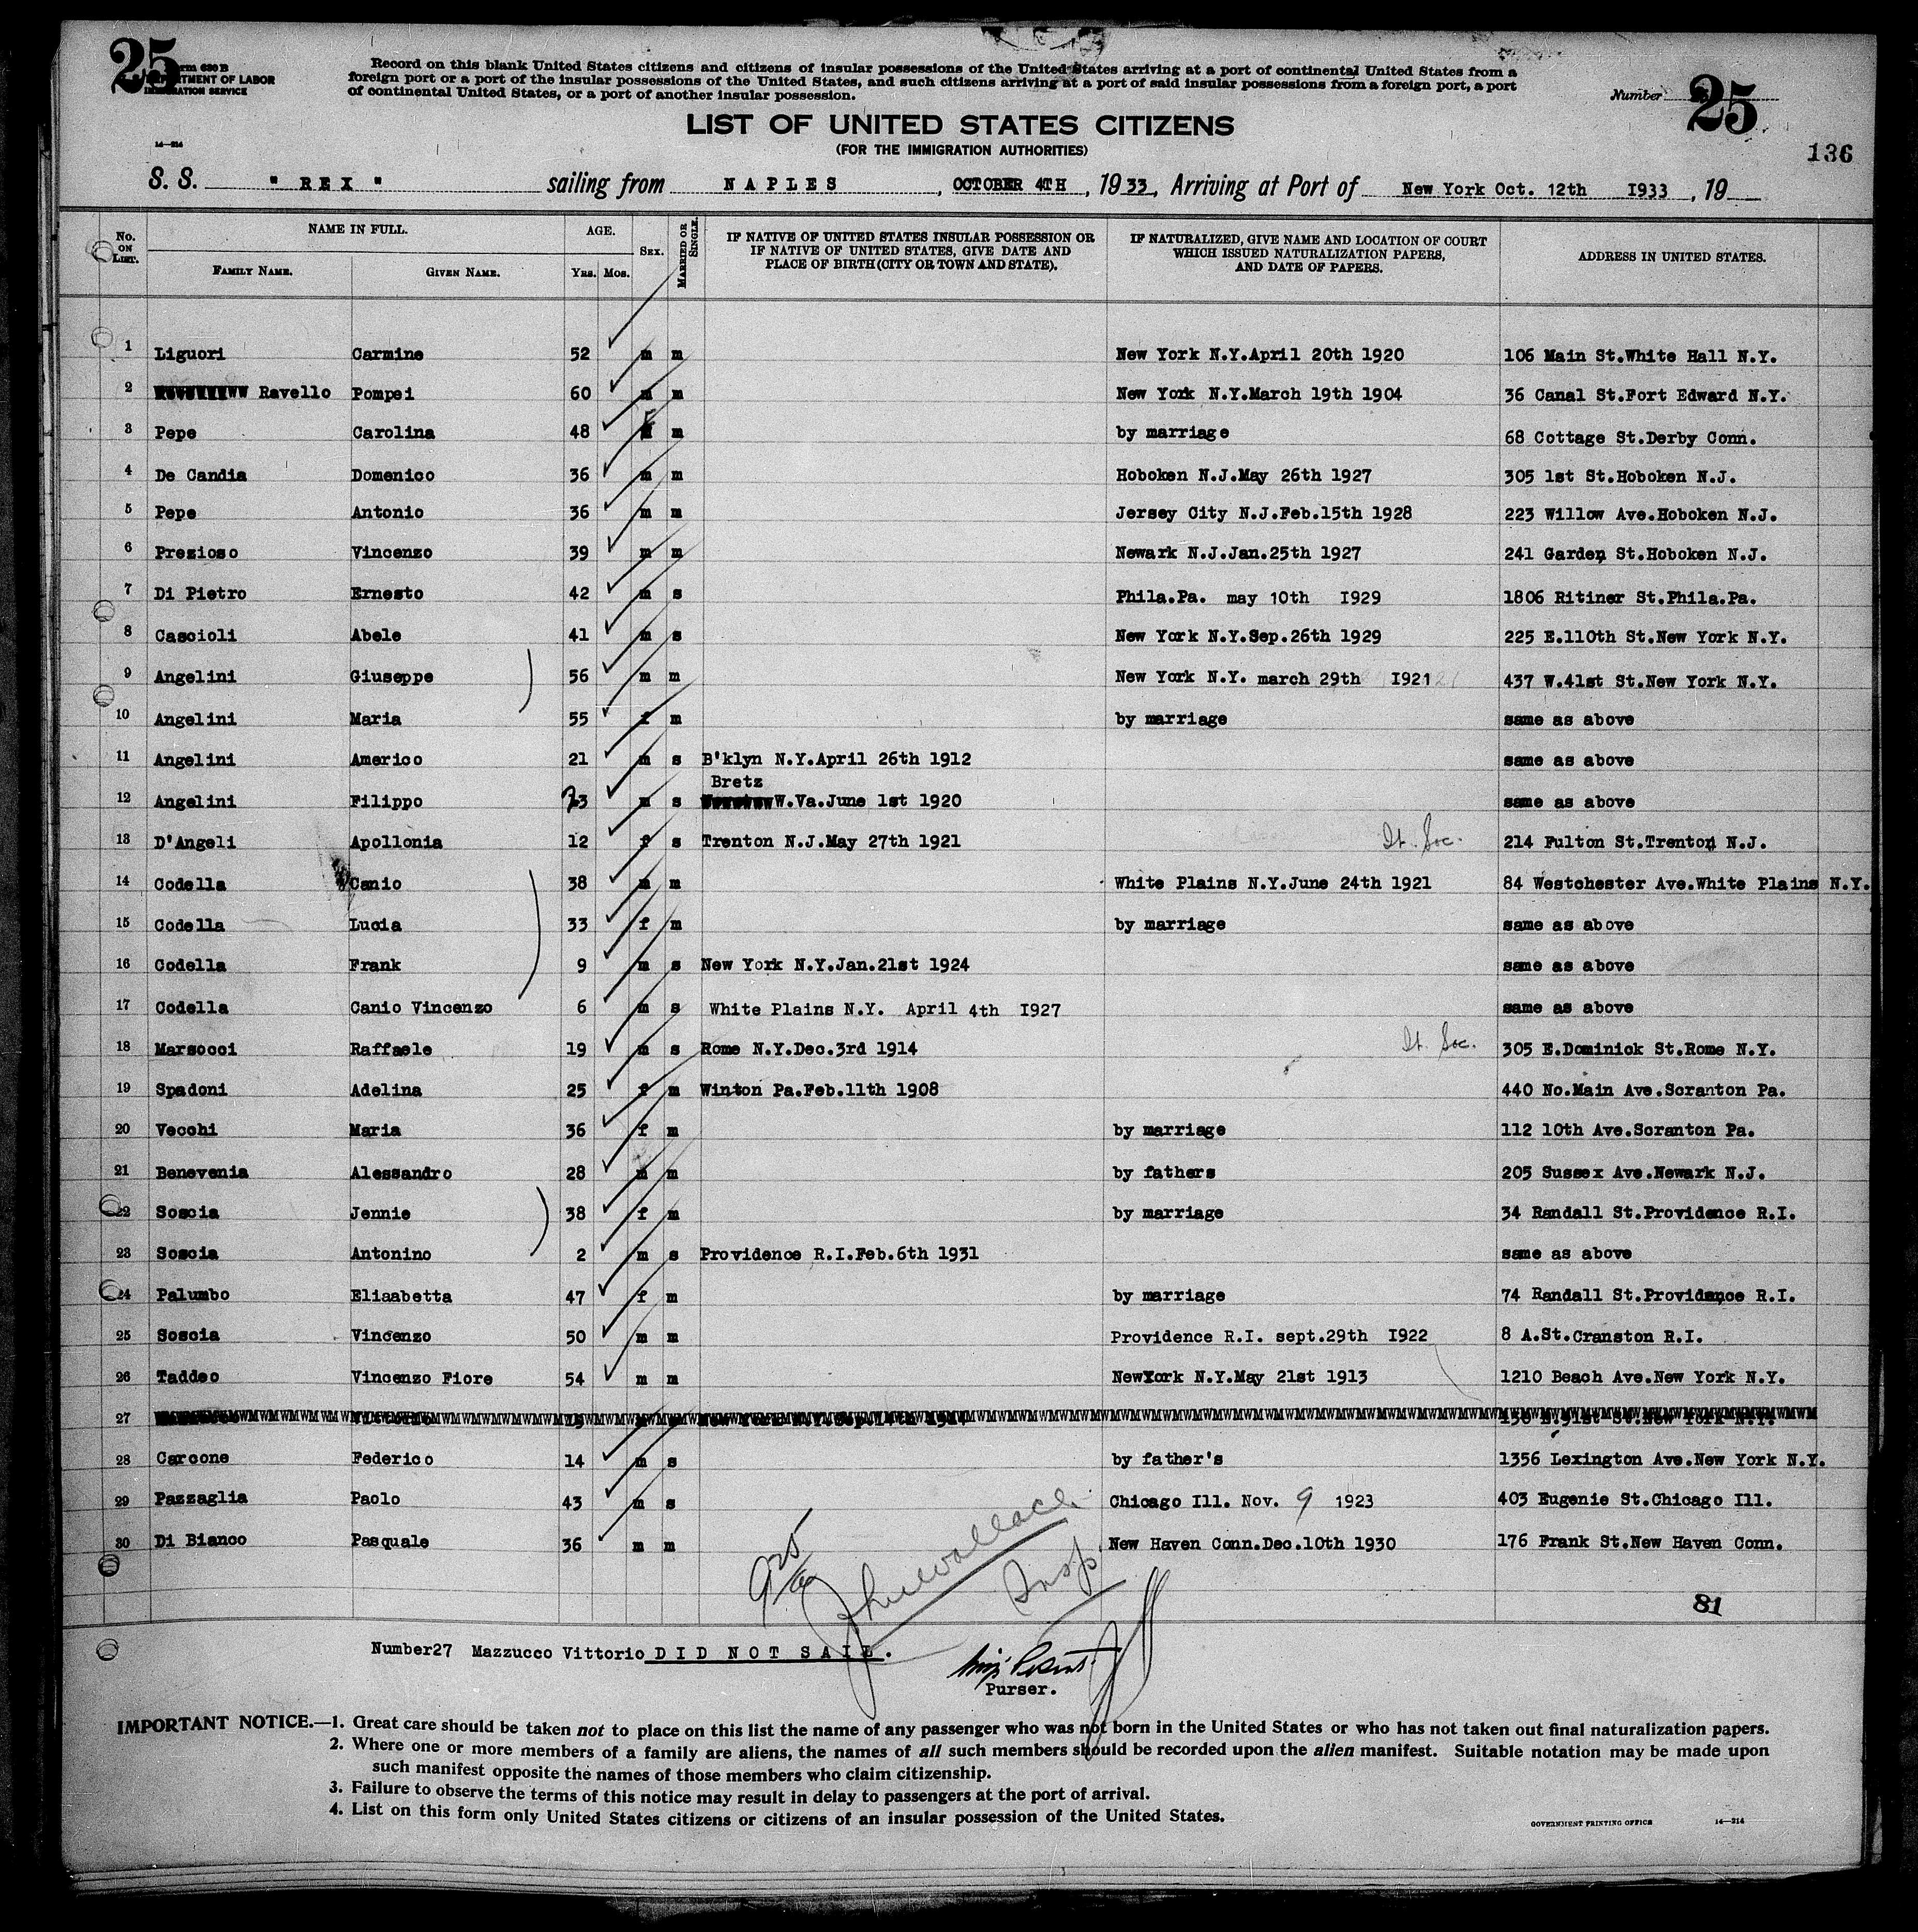 25
Form 630 B
DEPARTMENT OF LABOR
IMMIGRATION SERVICE
14—214
Record on this blank United States citizens and citizens of insular possessions of the United States arriving at a port of continental United States from a
foreign port or a port of the insular possessions of the United States, and such citizens arriving at a port of said insular possessions from a foreign port, a port
of continental United States, or a port of another insular possession.
Number 25
LIST OF UNITED STATES CITIZENS
(FOR THE IMMIGRATION AUTHORITIES)
136
S. S. " REX " sailing from NAPLES, OCTOBER 4TH, 1933, Arriving at Port of New York Oct. 12th I933, 19
No. ON LIST. NAME IN FULL. FAMILY NAME. GIVEN NAME. AGE. Yrs. Mos. SEX. MARRIED OR SINGLE. IF NATIVE OF UNITED STATES INSULAR POSSESSION OR IF NATIVE OF UNITED STATES, GIVE DATE AND PLACE OF BIRTH (CITY OR TOWN AND STATE). IF NATURALIZED, GIVE NAME AND LOCATION OF COURT WHICH ISSUED NATURALIZATION PAPERS, AND DATE OF PAPERS. ADDRESS IN UNITED STATES.
1 Liguori Carmine 52 m m New York N.Y.April 20th 1920 106 Main St.White Hall N.Y.
2 Ravello Pompei 60 m m New York N.Y.March 19th 1904 36 Canal St.Fort Edward N.Y.
3 Pepe Carolina 48 F m by marriage 68 Cottage St.Derby Conn.
4 De Candia Domenico 36 m m Hoboken N.J.May 26th 1927 305 1st St.Hoboken N.J.
5 Pepe Antonio 36 m m Jersey City N.J.Feb.15th 1928 223 Willow Ave.Hoboken N.J.
6 Prezioso Vincenzo 39 m m Newark N.J.Jan.25th 1927 241 Garden St.Hoboken N.J.
7 Di Pietro Ernesto 42 m s Phila.Pa. may 10th I929 1806 Ritiner St.Phila.Pa.
8 Cascioli Abele 41 m s New York N.Y.Sep.26th 1929 225 E.110th St.New York N.Y.
9 Angelini Giuseppe 56 m m New York N.Y. march 29th I921 437 W.41st St.New York N.Y.
10 Angelini Maria 55 f m by marriage same as above
11 Angelini Americo 21 m s B'klyn N.Y.April 26th 1912 same as above
12 Angelini Filippo 13 m s Bretz W.Va.June 1st 1920 same as above
13 D'Angeli Apollonia 12 f s Trenton N.J.May 27th 1921 It. Soc. 214 Fulton St.Trenton N.J.
14 Codella Canio 38 m m White Plains N.Y.June 24th 1921 84 Westchester Ave.White Plains N.Y.
15 Codella Lucia 33 f m by marriage same as above
16 Codella Frank 9 m s New York N.Y.Jan.21st 1924 same as above
17 Codella Canio Vincenzo 6 m s White Plains N.Y. April 4th I927 same as above
18 Marsocci Raffaele 19 m s Rome N.Y.Dec.3rd 1914 It. Soc. 305 E.Dominick St.Rome N.Y.
19 Spadoni Adelina 25 f m Winton Pa.Feb.11th 1908 440 No.Main Ave.Scranton Pa.
20 Vecchi Maria 36 f m by marriage 112 10th Ave.Scranton Pa.
21 Benevenia Alessandro 28 m m by fathers 205 Sussex Ave.Newark N.J.
22 Soscia Jennie 38 f m by marriage 34 Randall St.Providence R.I.
23 Soscia Antonino 2 m s Providence R.I.Feb.6th 1931 same as above
24 Palumbo Eliaabetta 47 f m by marriage 74 Randall St.Providence R.I.
25 Soscia Vincenzo 50 m m Providence R.I. sept.29th I922 8 A.St.Cranston R.I.
26 Taddeo Vincenzo Fiore 54 m m NewYork N.Y.May 21st 1913 1210 Beach Ave.New York N.Y.
27
28 Carcone Federico 14 m s by father's 1356 Lexington Ave.New York N.Y.
29 Pazzaglia Paolo 43 m s Chicago Ill. Nov. 9 1923 403 Eugenie St.Chicago Ill.
30 Di Bianco Pasquale 36 m m New Haven Conn.Dec.10th 1930 176 Frank St.New Haven Conn.
Wallace
Insp.
81
Number27 Mazzucco Vittorio DID NOT SAIL.
Purser.
IMPORTANT NOTICE.—1. Great care should be taken not to place on this list the name of any passenger who was not born in the United States or who has not taken out final naturalization papers.
2. Where one or more members of a family are aliens, the names of all such members should be recorded upon the alien manifest. Suitable notation may be made upon
such manifest opposite the names of those members who claim citizenship.
3. Failure to observe the terms of this notice may result in delay to passengers at the port of arrival.
4. List on this form only United States citizens or citizens of an insular possession of the United States.
GOVERNMENT PRINTING OFFICE 14—214